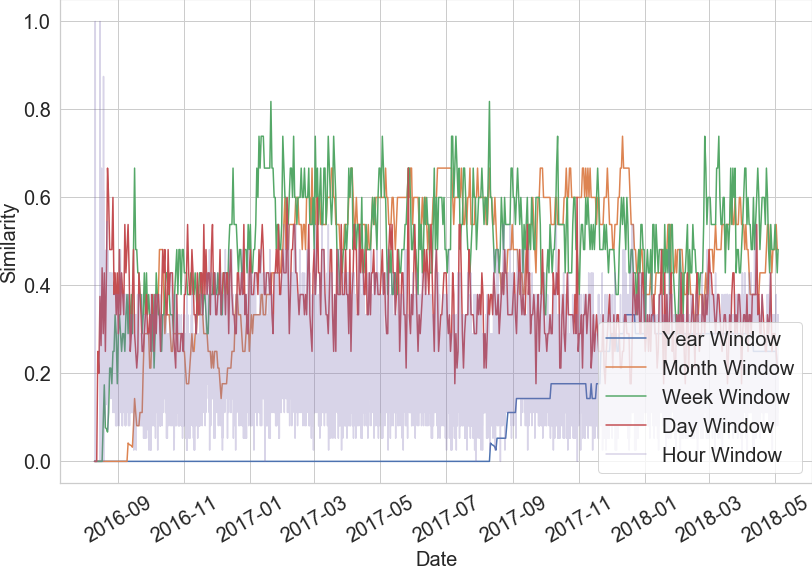 1.0
0.8
0.6
0.4
0.2
0.0
Similarity
Year Window
Month Window
Week Window
Day Window
Hour Window
2016-09
2016-11
2017-01
2017-03
2017-05
2017-07
2017-09
2017-11
2018-01
2018-03
2018-05
Date